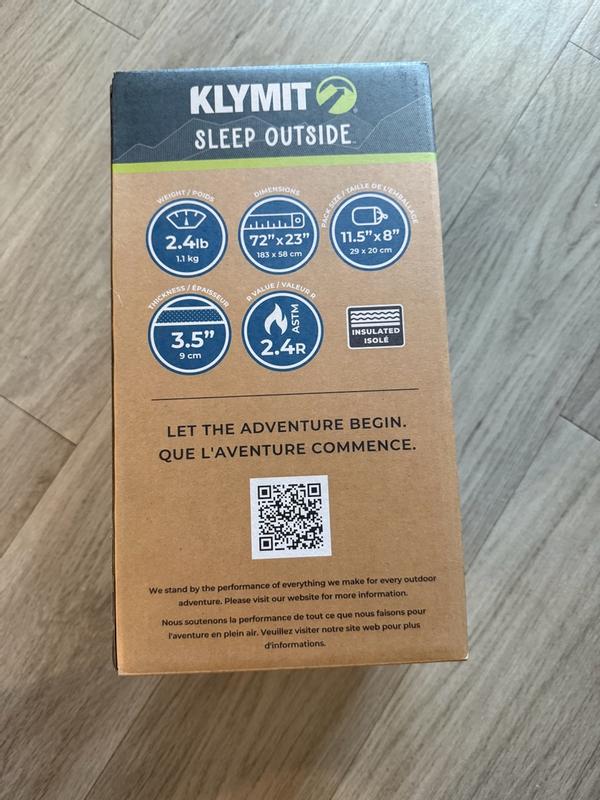 KLYMIT
SLEEP OUTSIDE
WEIGHT / POIDS
2.4lb
1.1 kg
DIMENSIONS
72" x 23"
183 x 58 cm
PACK SIZE / TAILLE DE L'EMBALLAGE
11.5" x 8"
29 x 20 cm
THICKNESS / ÉPAISSEUR
3.5"
9 cm
R VALUE / VALEUR R
ASTM
2.4R
INSULATED
ISOLÉ
LET THE ADVENTURE BEGIN.
QUE L'AVENTURE COMMENCE.
We stand by the performance of everything we make for every outdoor
adventure. Please visit our website for more information.
Nous soutenons la performance de tout ce que nous faisons pour
l'aventure en plein air. Veuillez visiter notre site web pour plus
d'informations.